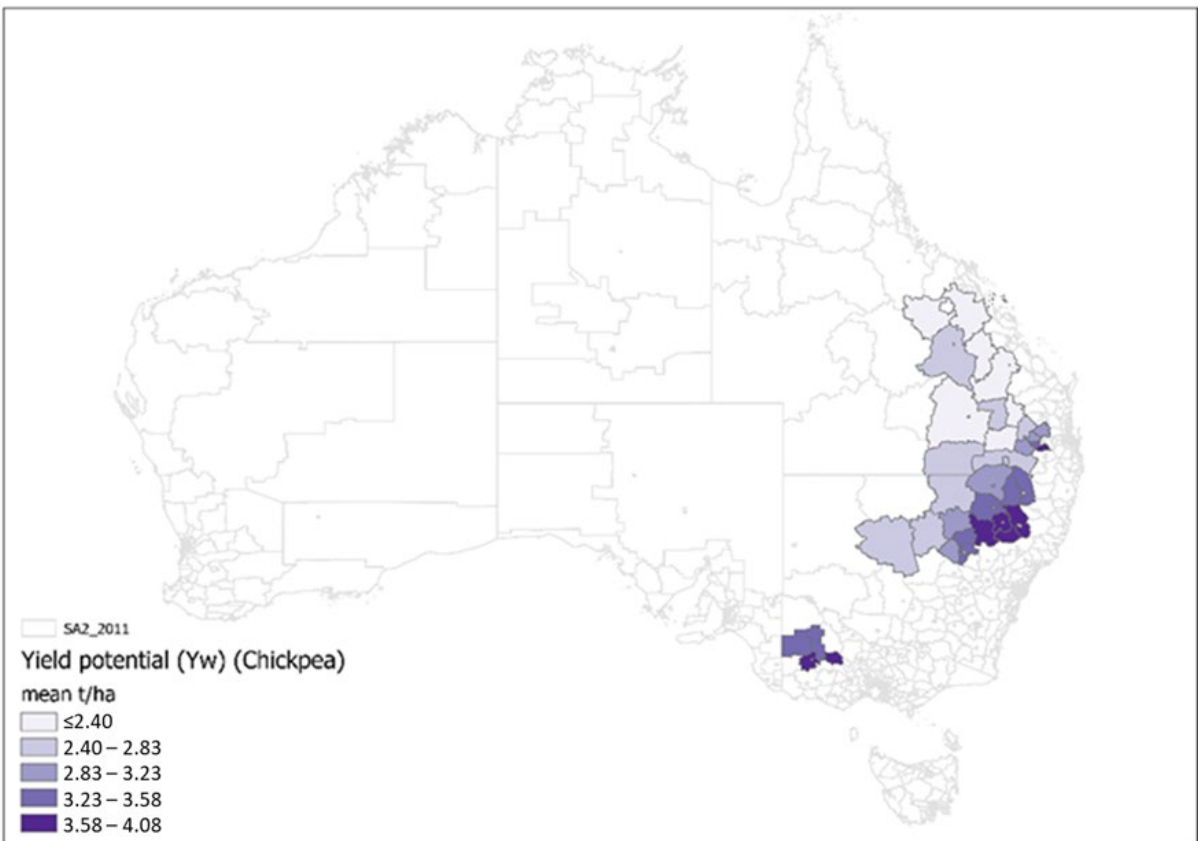 SA2_2011
Yield potential (Yw) (Chickpea)
mean t/ha
≤2.40
2.40 – 2.83
2.83 – 3.23
3.23 – 3.58
3.58 – 4.08